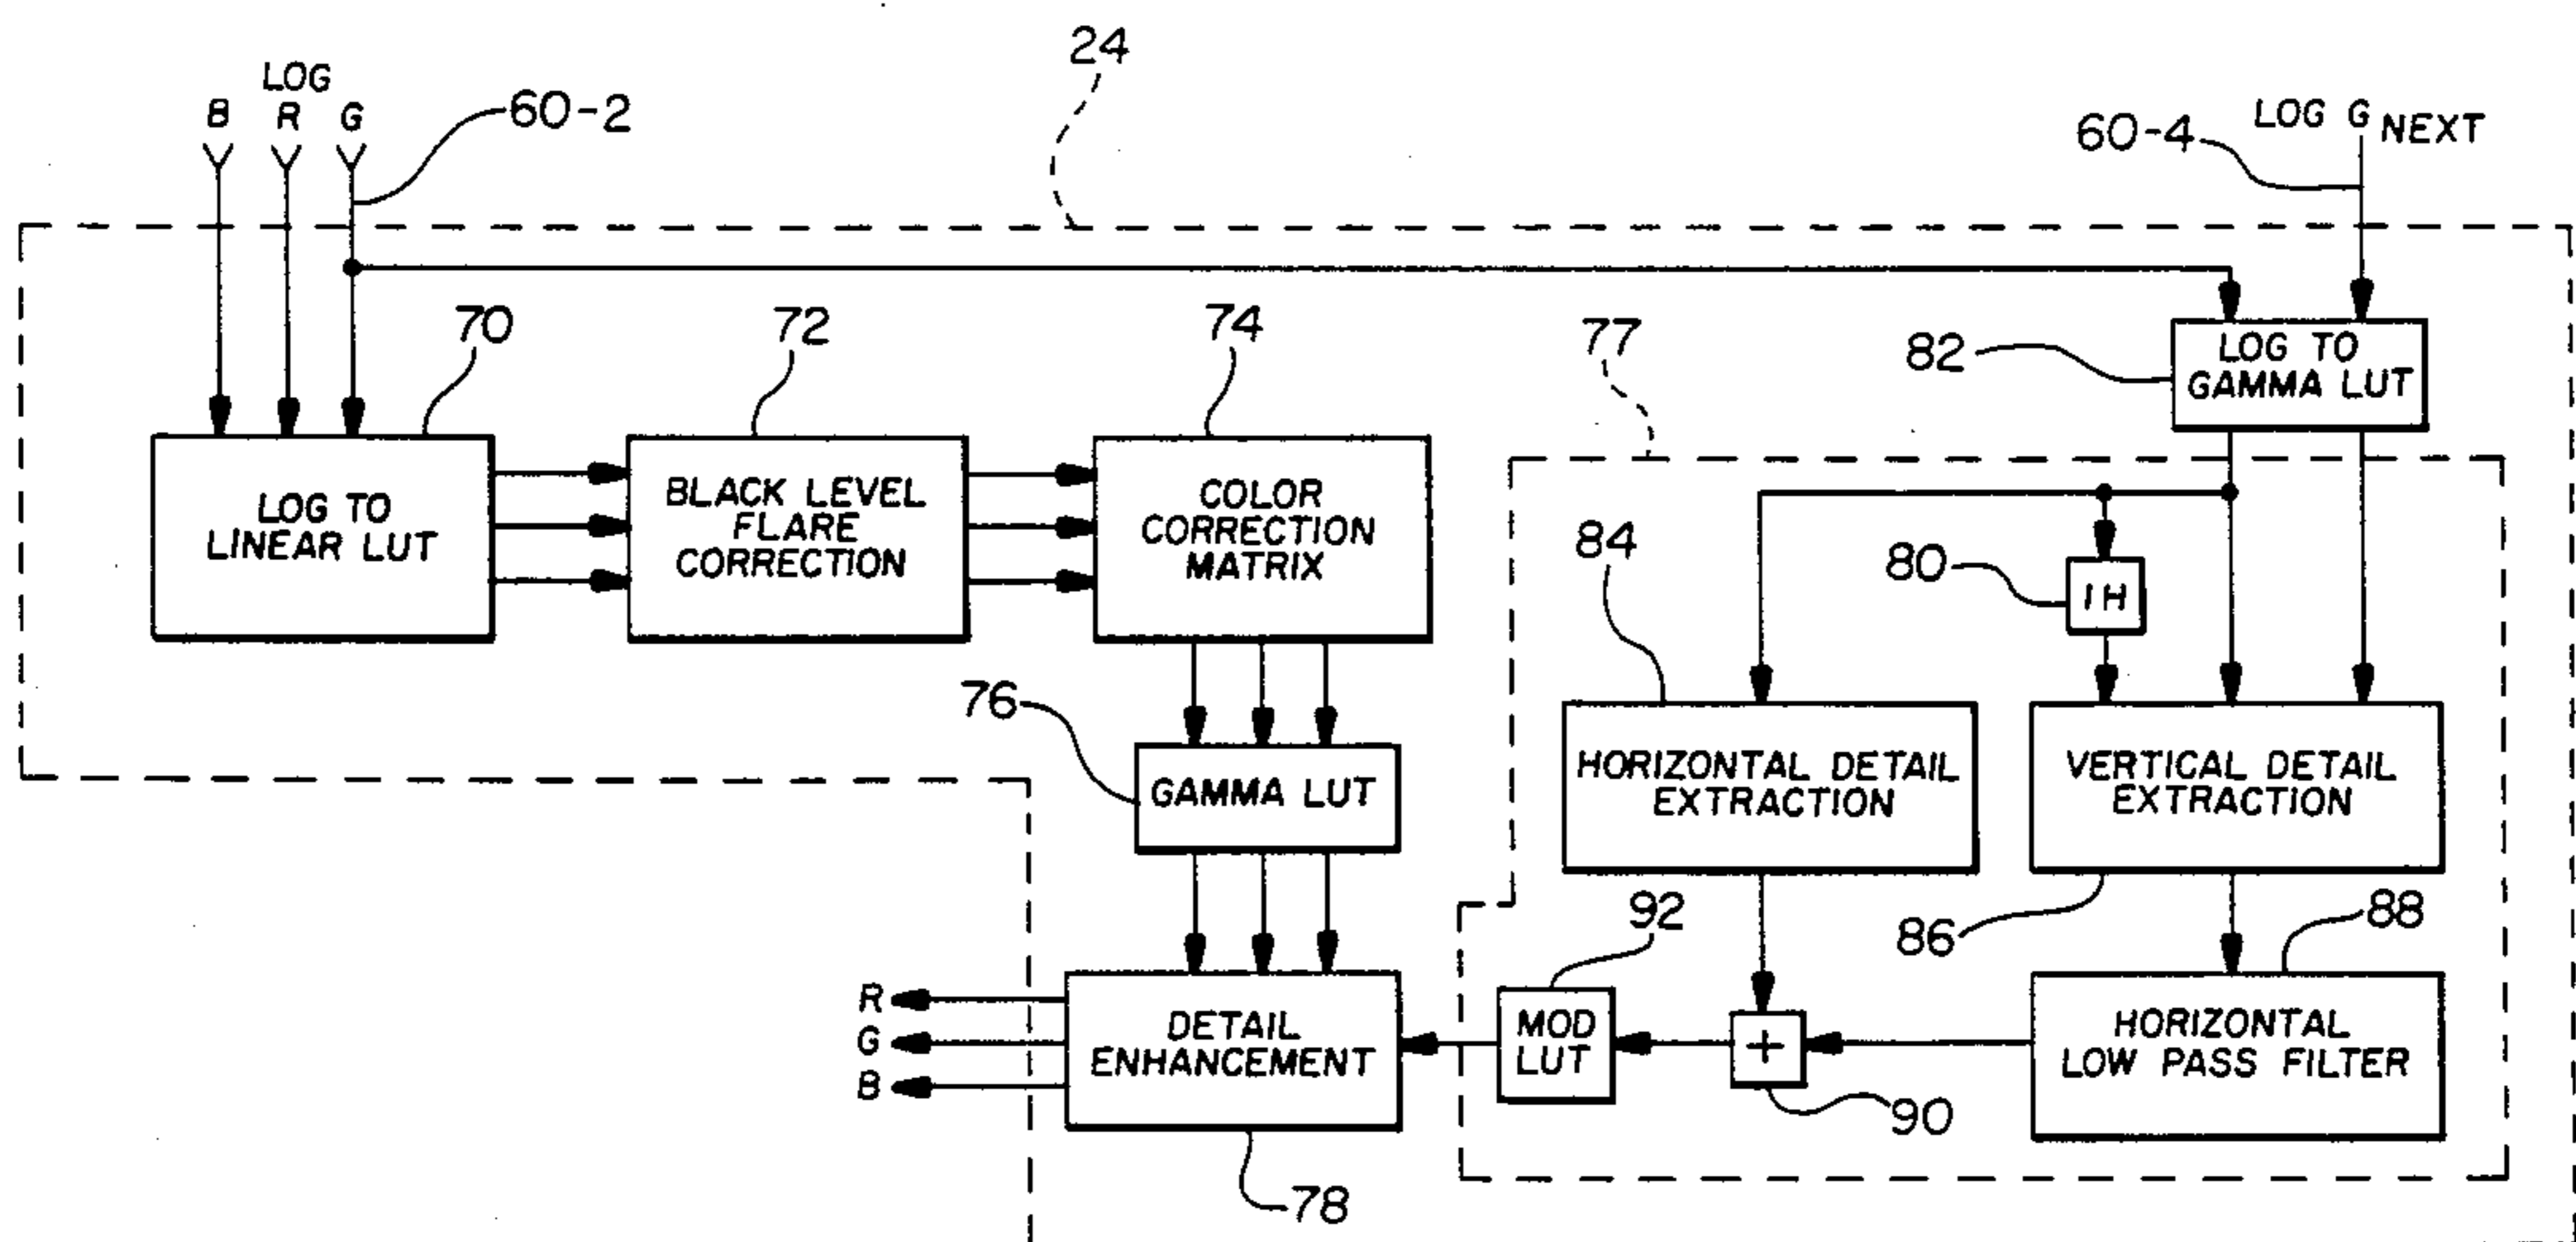 24
LOG
B R G
60-2
60-4
LOG G NEXT
70
72
74
77
82
LOG TO
GAMMA LUT
LOG TO
LINEAR LUT
BLACK LEVEL
FLARE
CORRECTION
COLOR
CORRECTION
MATRIX
84
80
1H
76
GAMMA LUT
HORIZONTAL DETAIL
EXTRACTION
VERTICAL DETAIL
EXTRACTION
92
86
88
R
G
B
DETAIL
ENHANCEMENT
MOD
LUT
+
HORIZONTAL
LOW PASS FILTER
90
78